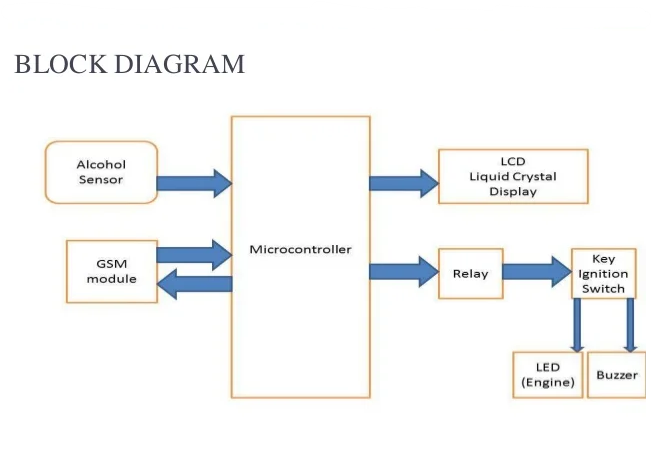 BLOCK DIAGRAM
Alcohol
Sensor
GSM
module
Microcontroller
LCD
Liquid Crystal
Display
Relay
Key
Ignition
Switch
LED
(Engine)
Buzzer